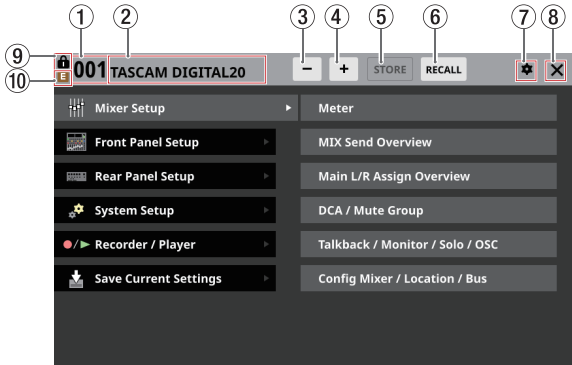 ① ② ③ ④ ⑤ ⑥ ⑦ ⑧
⑨
⑩
E 001 TASCAM DIGITAL20 − + STORE RECALL
Mixer Setup
Front Panel Setup
Rear Panel Setup
System Setup
Recorder / Player
Save Current Settings
Meter
MIX Send Overview
Main L/R Assign Overview
DCA / Mute Group
Talkback / Monitor / Solo / OSC
Config Mixer / Location / Bus